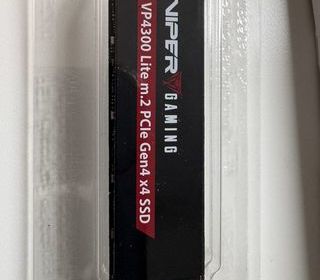 VIPER GAMING
VP4300 Lite m.2 PCIe Gen4 x4 SSD